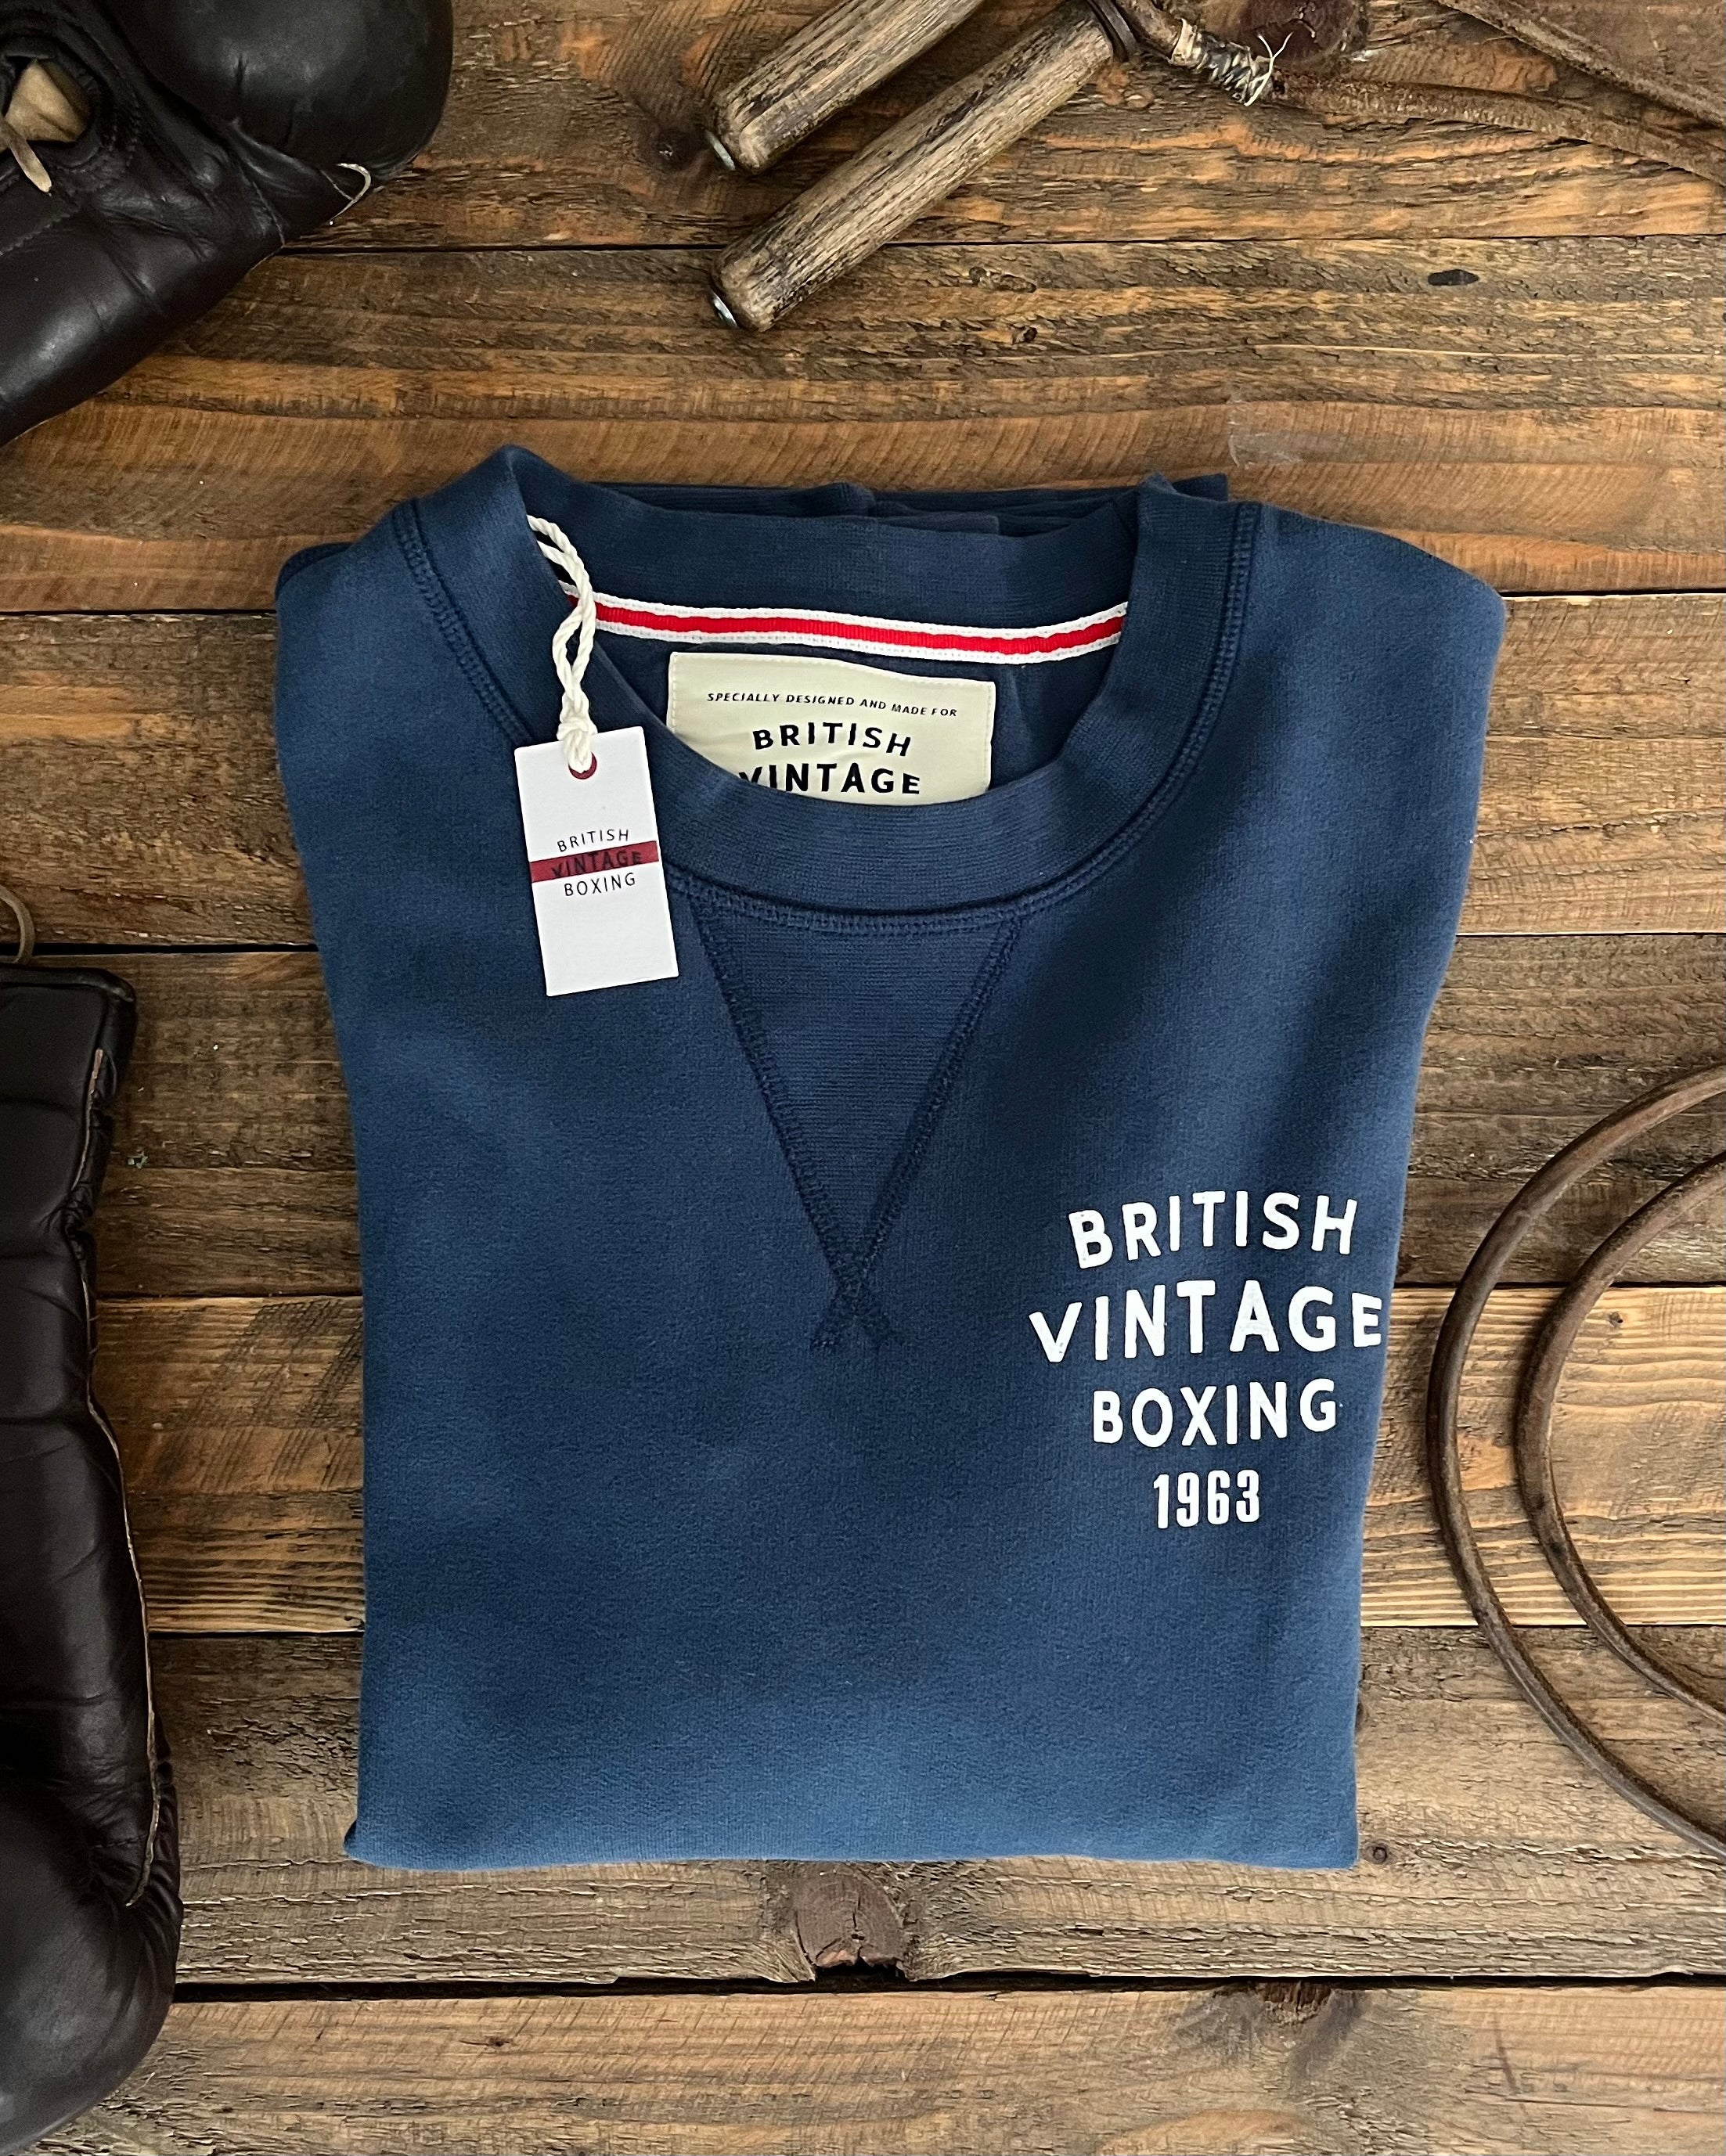 SPECIALLY DESIGNED AND MADE FOR
BRITISH
VINTAGE
BRITISH
VINTAGE
BOXING
BRITISH
VINTAGE
BOXING
1963